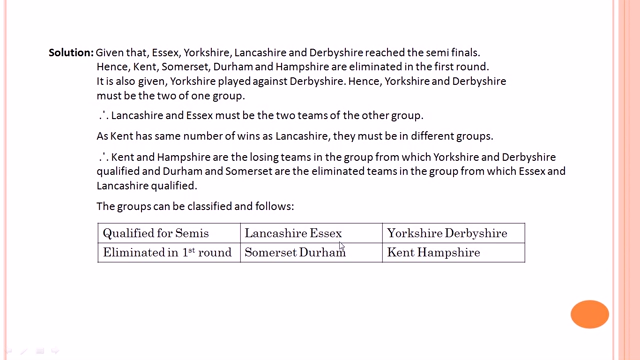 Solution: Given that, Essex, Yorkshire, Lancashire and Derbyshire reached the semi finals.
Hence, Kent, Somerset, Durham and Hampshire are eliminated in the first round.
It is also given, Yorkshire played against Derbyshire. Hence, Yorkshire and Derbyshire
must be the two of one group.
∴ Lancashire and Essex must be the two teams of the other group.
As Kent has same number of wins as Lancashire, they must be in different groups.
∴ Kent and Hampshire are the losing teams in the group from which Yorkshire and Derbyshire
qualified and Durham and Somerset are the eliminated teams in the group from which Essex and
Lancashire qualified.
The groups can be classified and follows:
Qualified for Semis Lancashire Essex Yorkshire Derbyshire
Eliminated in 1st round Somerset Durham Kent Hampshire